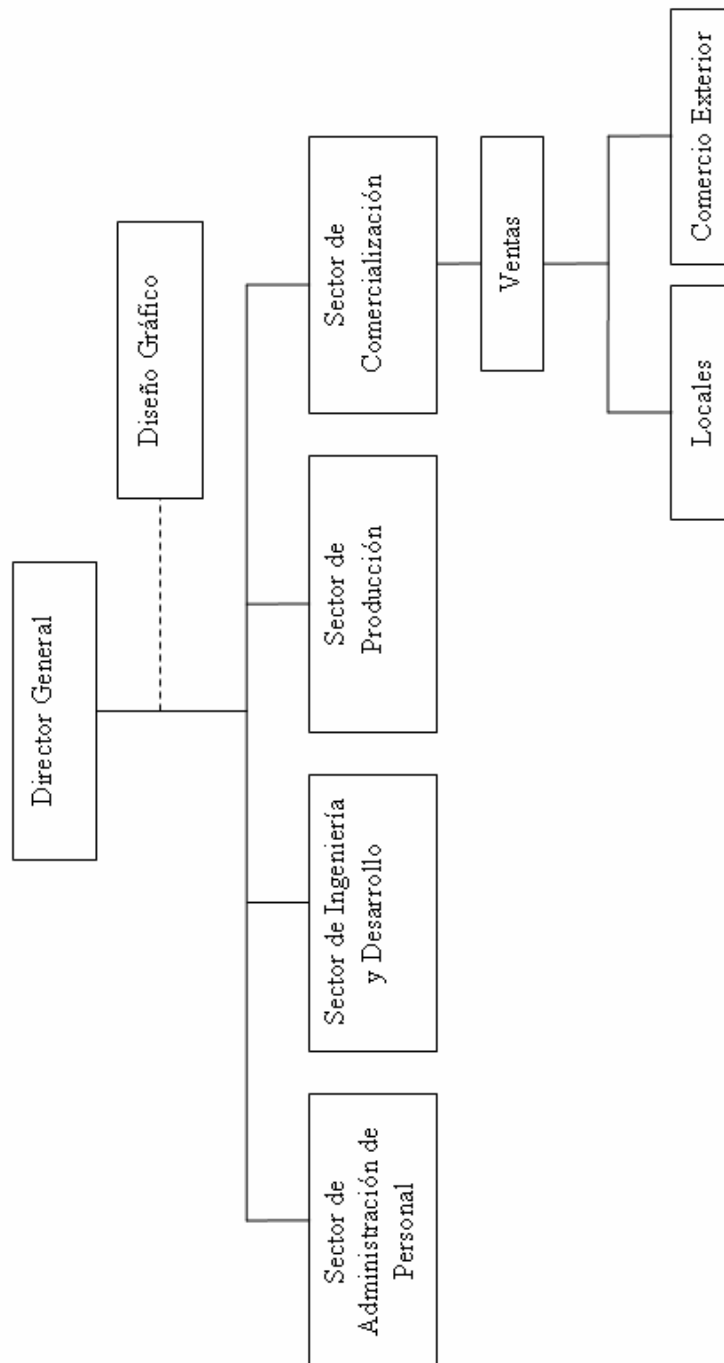 Director General
Diseño Gráfico
Sector de
Administración de
Personal
Sector de Ingeniería
y Desarrollo
Sector de
Producción
Sector de
Comercialización
Ventas
Locales
Comercio Exterior